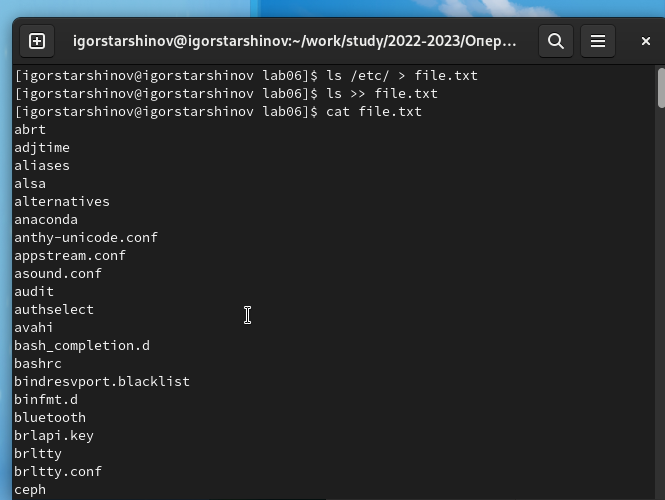 igorstarshinov@igorstarshinov:~/work/study/2022-2023/Опер...
[igorstarshinov@igorstarshinov lab06]$ ls /etc/ > file.txt
[igorstarshinov@igorstarshinov lab06]$ ls >> file.txt
[igorstarshinov@igorstarshinov lab06]$ cat file.txt
abrt
adjtime
aliases
alsa
alternatives
anaconda
anthy-unicode.conf
appstream.conf
asound.conf
audit
authselect
avahi
bash_completion.d
bashrc
bindresvport.blacklist
binfmt.d
bluetooth
brlapi.key
brltty
brltty.conf
ceph